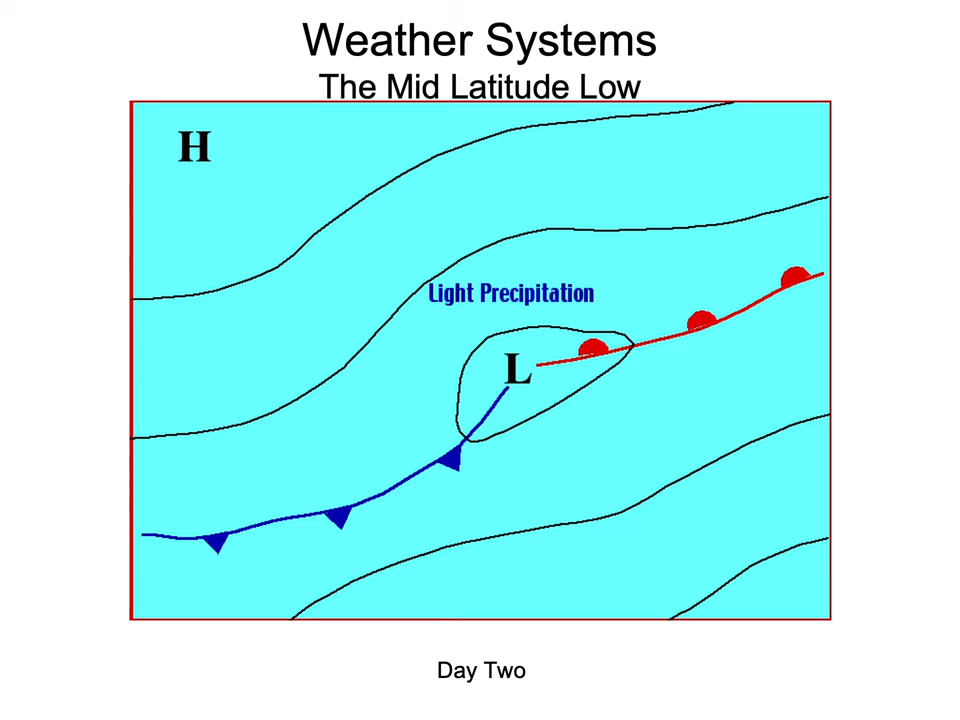 Weather Systems
The Mid Latitude Low
H
Light Precipitation
L
Day Two